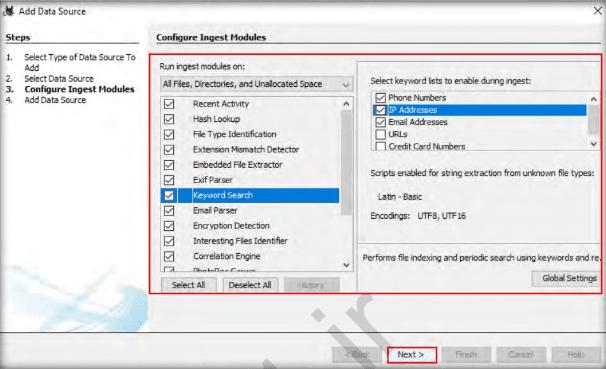 Add Data Source
Steps
1. Select Type of Data Source To
Add
2. Select Data Source
3. Configure Ingest Modules
4. Add Data Source
Configure Ingest Modules
Run ingest modules on:
All Files, Directories, and Unallocated Space
Recent Activity
Hash Lookup
File Type Identification
Extension Mismatch Detector
Embedded File Extractor
Exif Parser
Keyword Search
Email Parser
Encryption Detection
Interesting Files Identifier
Correlation Engine
PhotoRec Carver
Select All
Deselect All
History
Select keyword lists to enable during ingest:
Phone Numbers
IP Addresses
Email Addresses
URLs
Credit Card Numbers
Scripts enabled for string extraction from unknown file types:
Latin - Basic
Encodings: UTF8, UTF16
Performs file indexing and periodic search using keywords and re.
Global Settings
< Back
Next >
Finish
Cancel
Help